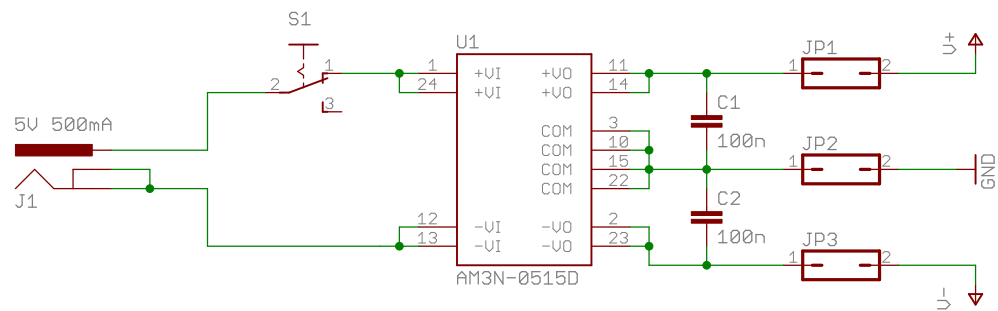 S1
2
1
3
5V 500mA
J1
U1
1 +VI +VO 11
24 +VI +VO 14
COM 3
COM 10
COM 15
COM 22
12 -VI -VO 2
13 -VI -VO 23
AM3N-0515D
C1
100n
C2
100n
JP1
1 2
V+
JP2
1 2
GND
JP3
1 2
V-